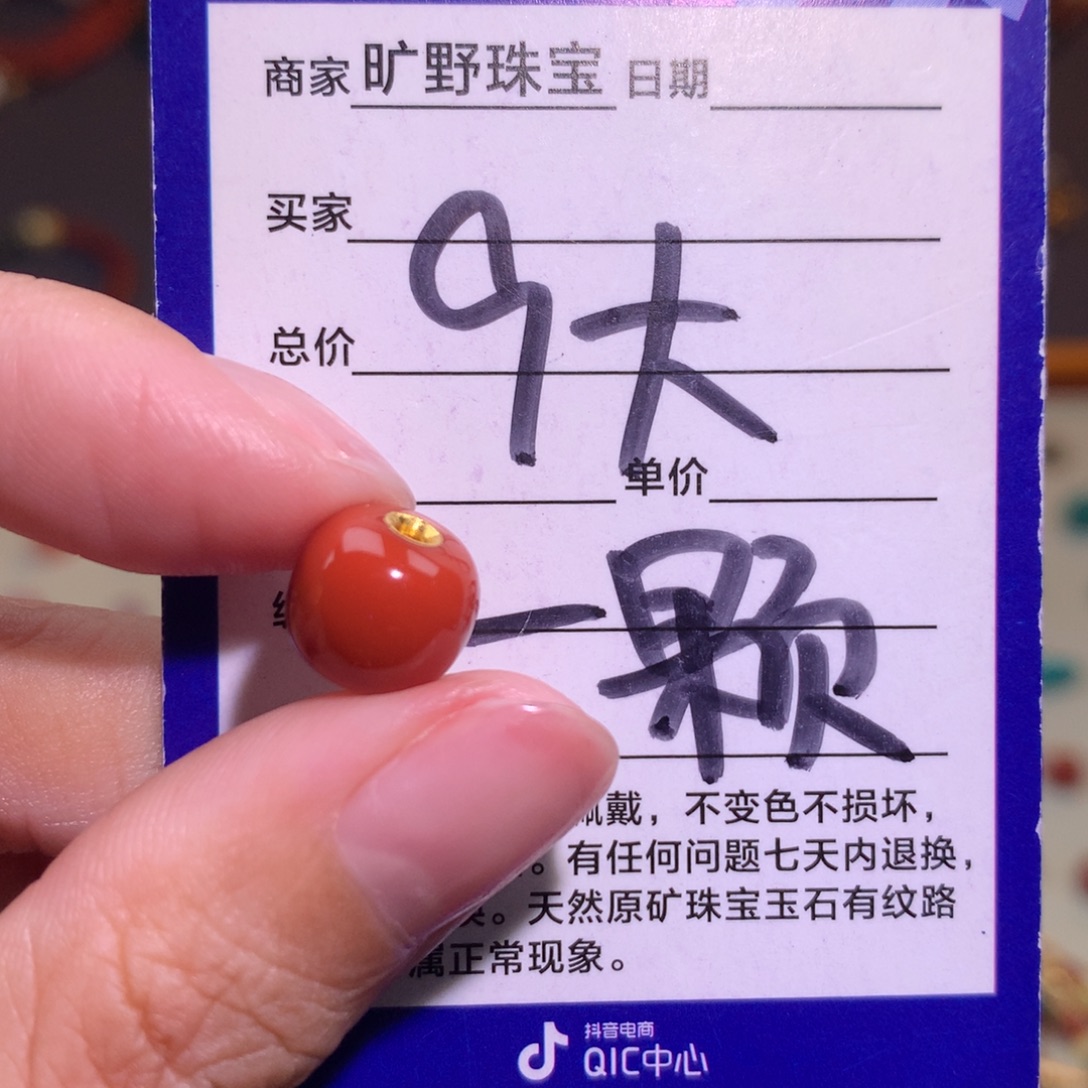 商家 旷野珠宝 日期
买家
9大
总价
单价
一颗
戴，不变色不损坏，
。有任何问题七天内退换，
。天然原矿珠宝玉石有纹路
属正常现象。
抖音电商
QIC中心